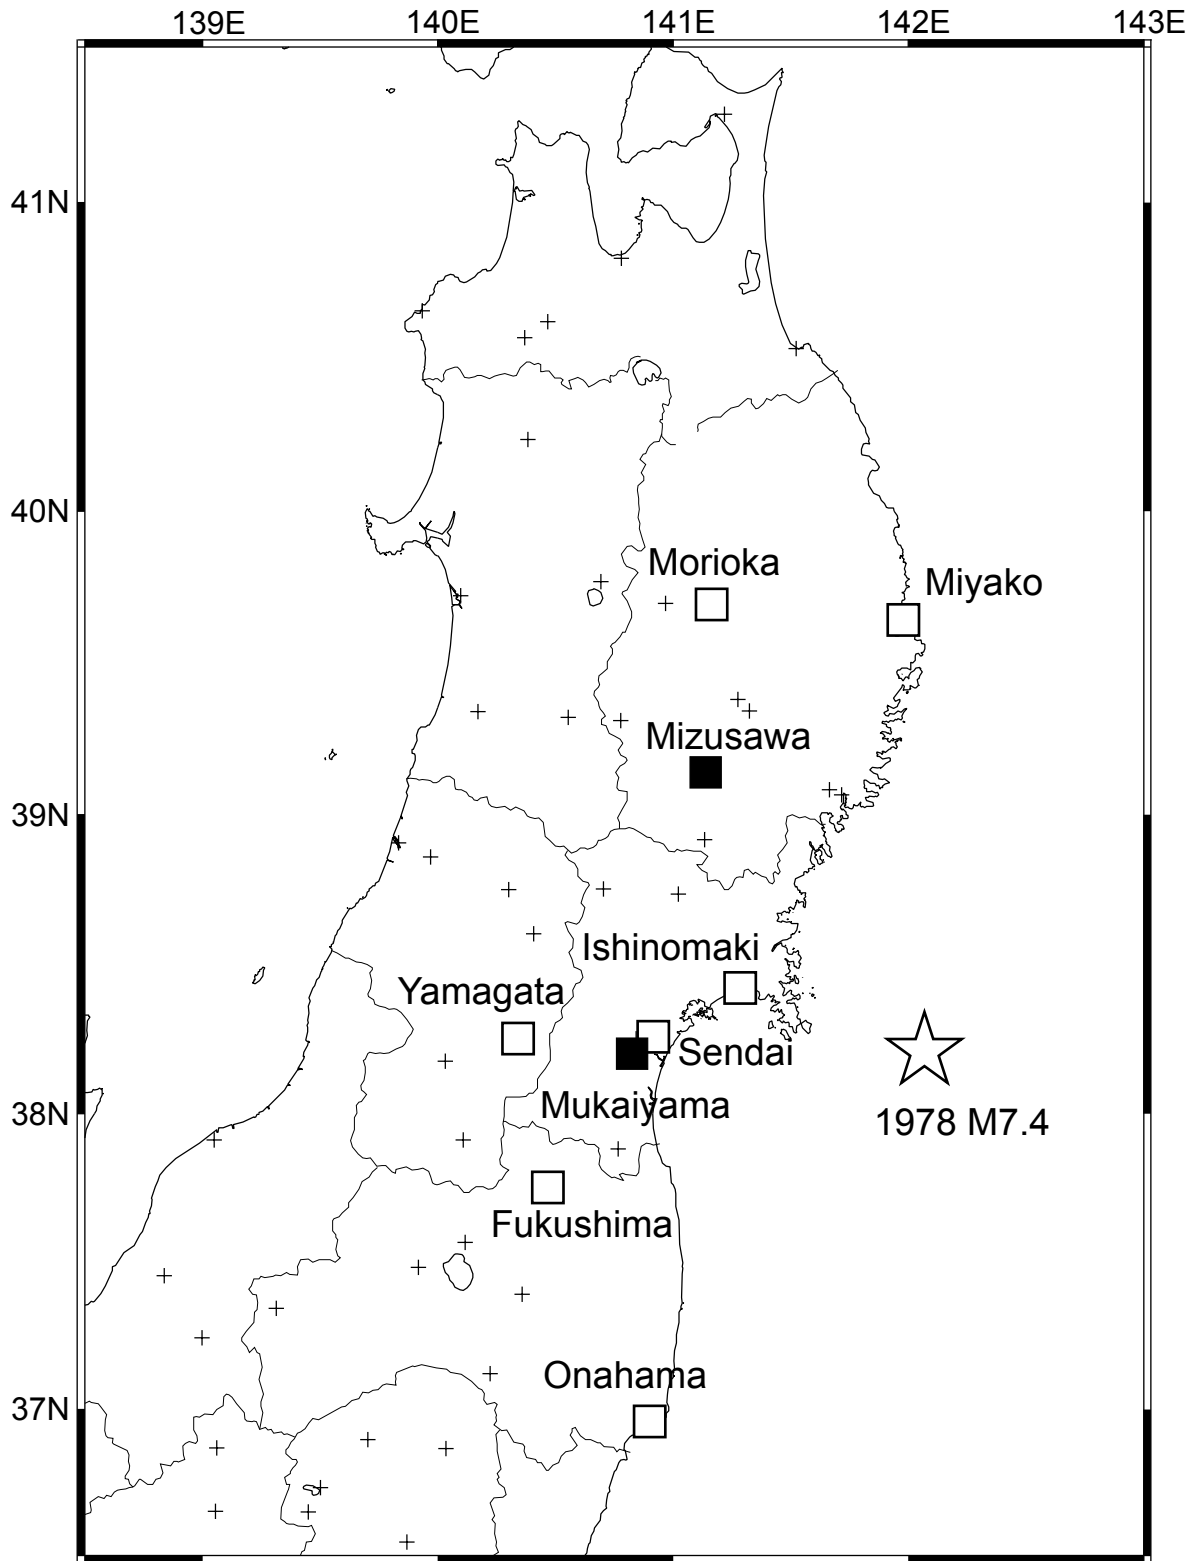 139E 140E 141E 142E 143E
41N
40N
Morioka
Miyako
Mizusawa
39N
Ishinomaki
Yamagata
Sendai
Mukaiyama
38N
1978 M7.4
Fukushima
Onahama
37N